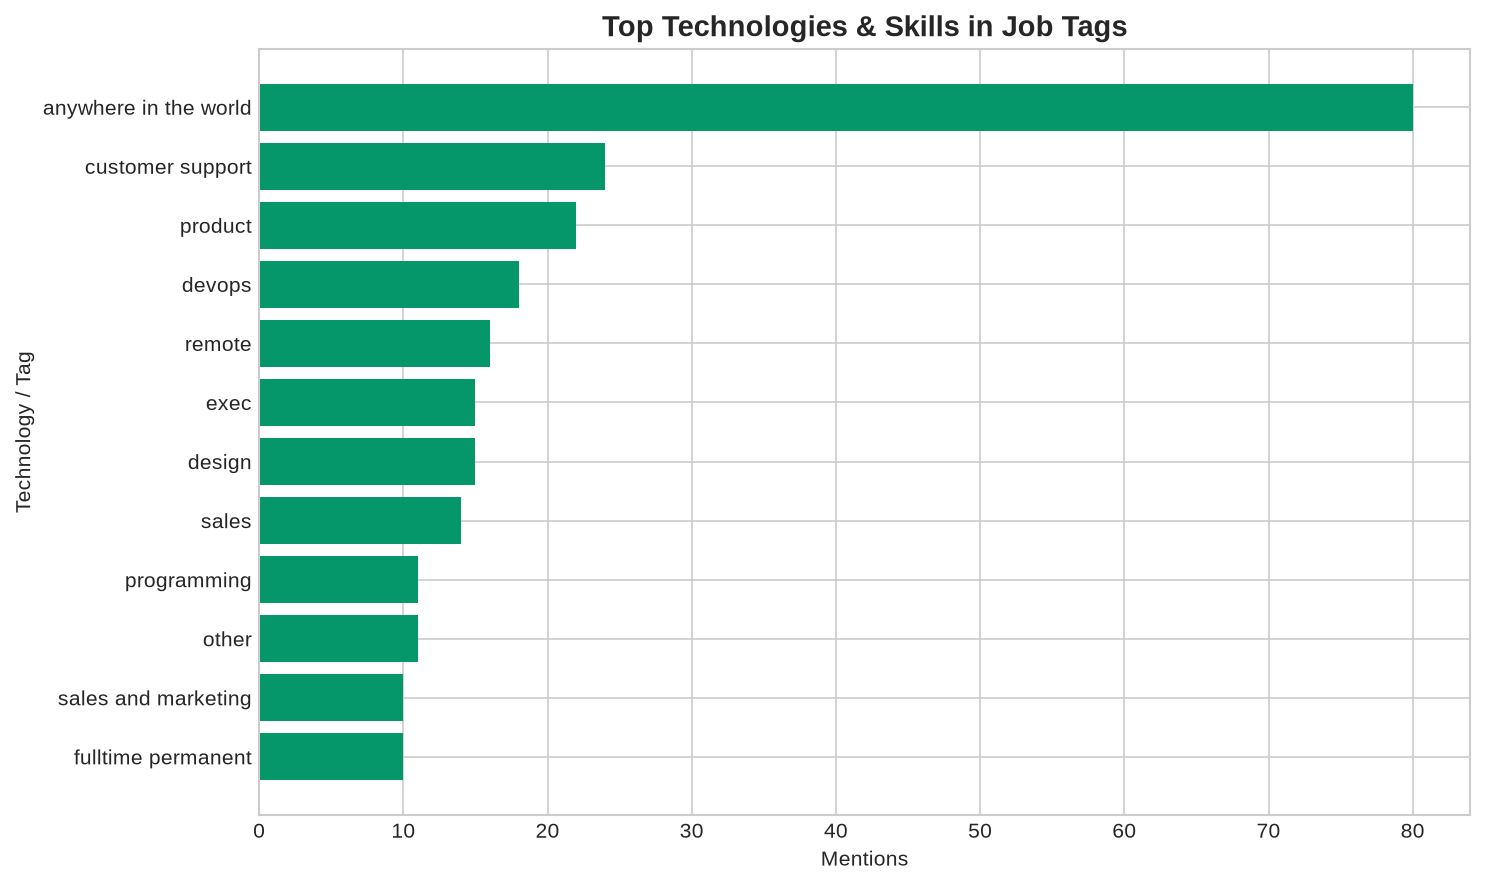 Top Technologies & Skills in Job Tags
anywhere in the world
customer support
product
devops
remote
exec
design
sales
programming
other
sales and marketing
fulltime permanent
Technology / Tag
0 10 20 30 40 50 60 70 80
Mentions